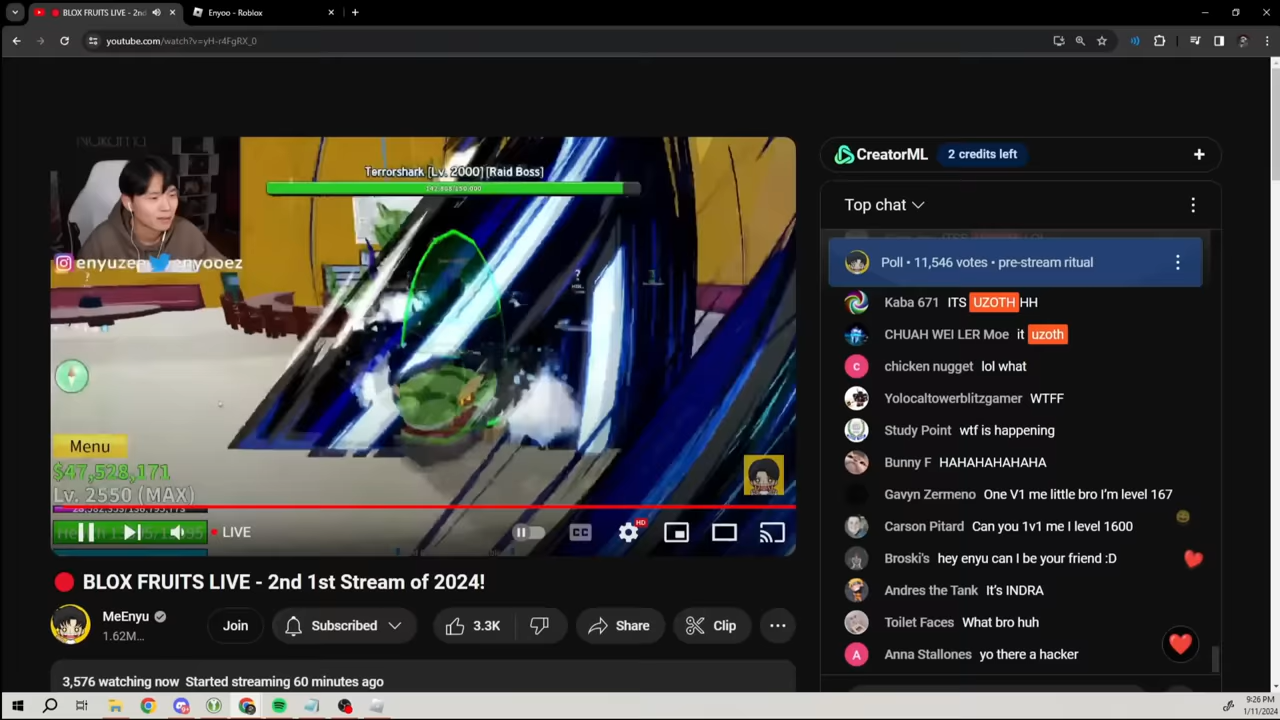 BLOX FRUITS LIVE - 2nd
Enyoo - Roblox
youtube.com/watch?v=yH-r4FgRX_0
CreatorML
2 credits left
Nakama
Terrorshark [Lv. 2000] [Raid Boss]
Top chat
Poll • 11,546 votes • pre-stream ritual
Kaba 671 ITS UZOTH HH
CHUAH WEI LER Moe it uzoth
chicken nugget lol what
Yolocaltowerblitzgamer WTFF
Study Point wtf is happening
Bunny F HAHAHAHAHAHA
Gavyn Zermeno One V1 me little bro I'm level 167
Carson Pitard Can you 1v1 me I level 1600
Broski's hey enyu can I be your friend :D
Andres the Tank It's INDRA
Toilet Faces What bro huh
Anna Stallones yo there a hacker
enyuzee
enyooez
Menu
$47,528,171
Lv. 2550 (MAX)
LIVE
CC
HD
BLOX FRUITS LIVE - 2nd 1st Stream of 2024!
MeEnyu
1.62M...
Join
Subscribed
3.3K
Share
Clip
3,576 watching now Started streaming 60 minutes ago
9:26 PM
1/11/2024